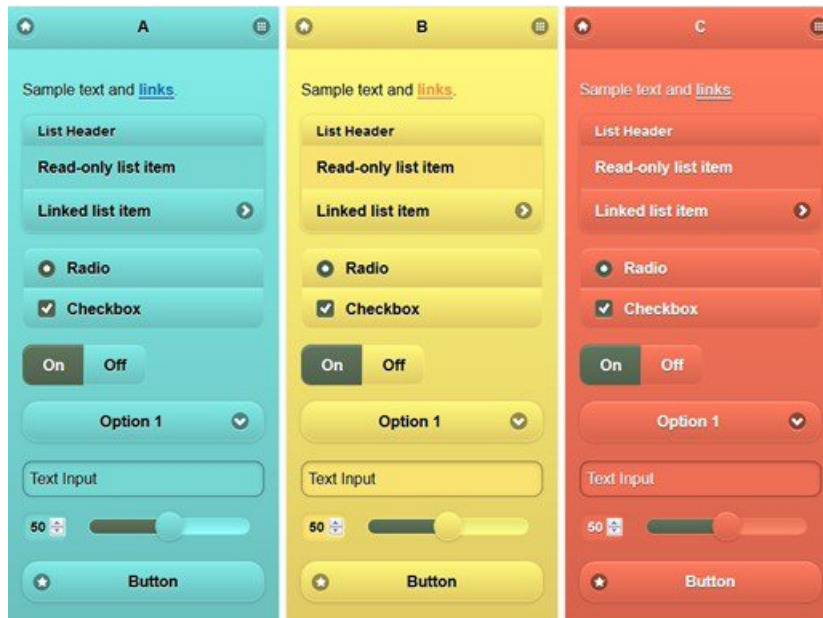 A
Sample text and links.
List Header
Read-only list item
Linked list item
Radio
Checkbox
On Off
Option 1
Text Input
50
Button
B
Sample text and links.
List Header
Read-only list item
Linked list item
Radio
Checkbox
On Off
Option 1
Text Input
50
Button
C
Sample text and links.
List Header
Read-only list item
Linked list item
Radio
Checkbox
On Off
Option 1
Text Input
50
Button